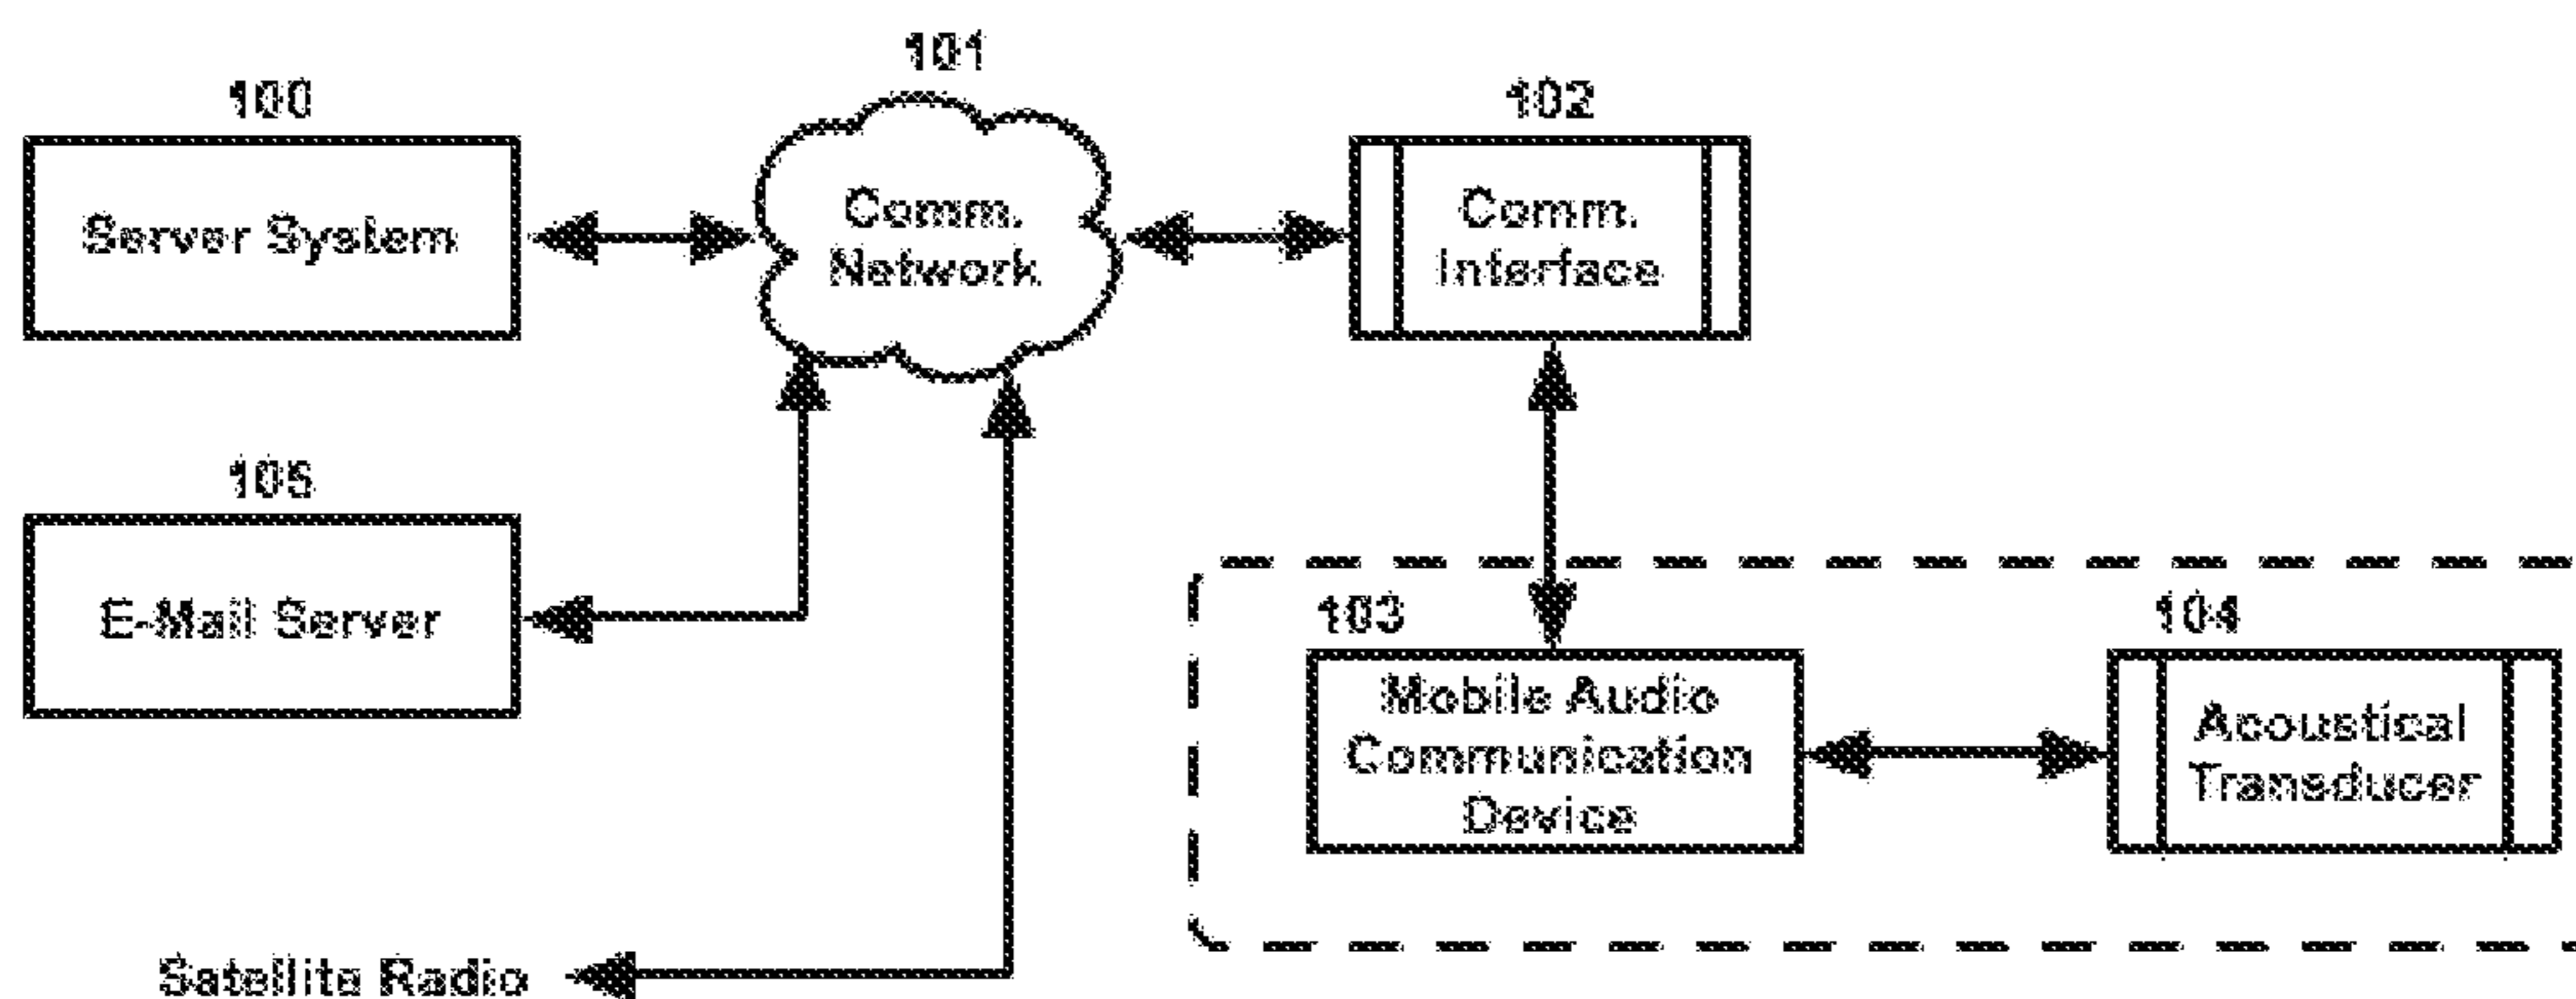 101
100
102
Server System
Comm.
Network
Comm.
Interface
105
E-Mail Server
103
104
Mobile Audio
Communication
Device
Acoustical
Transducer
Satellite Radio